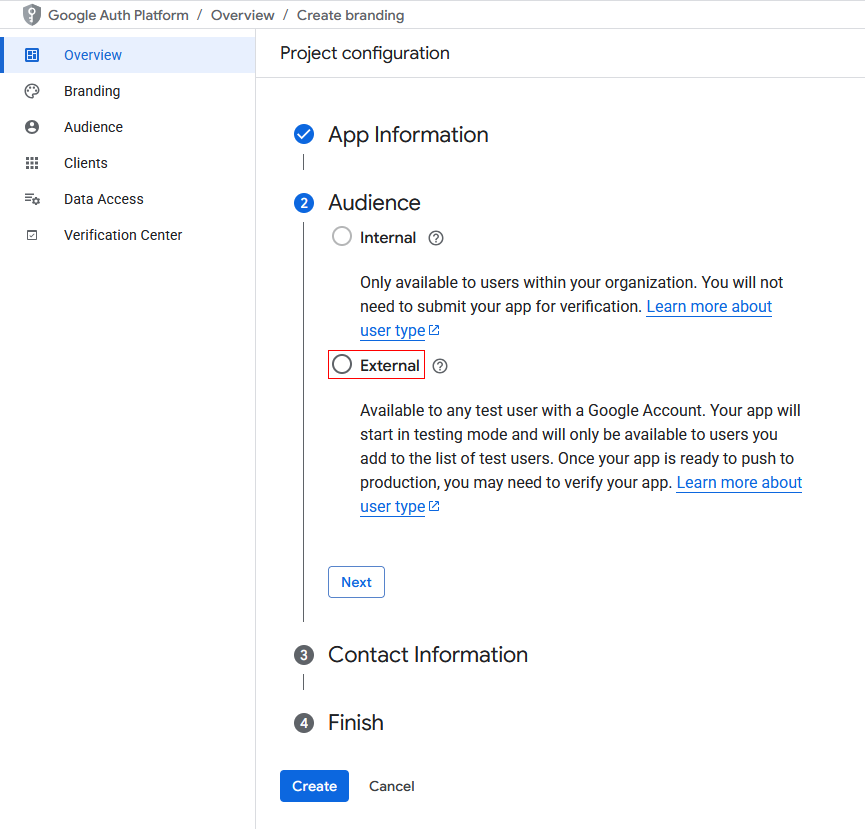 Google Auth Platform / Overview / Create branding
Overview
Branding
Audience
Clients
Data Access
Verification Center
Project configuration
App Information
2 Audience
Internal
Only available to users within your organization. You will not
need to submit your app for verification. Learn more about
user type
External
Available to any test user with a Google Account. Your app will
start in testing mode and will only be available to users you
add to the list of test users. Once your app is ready to push to
production, you may need to verify your app. Learn more about
user type
Next
3 Contact Information
4 Finish
Create Cancel